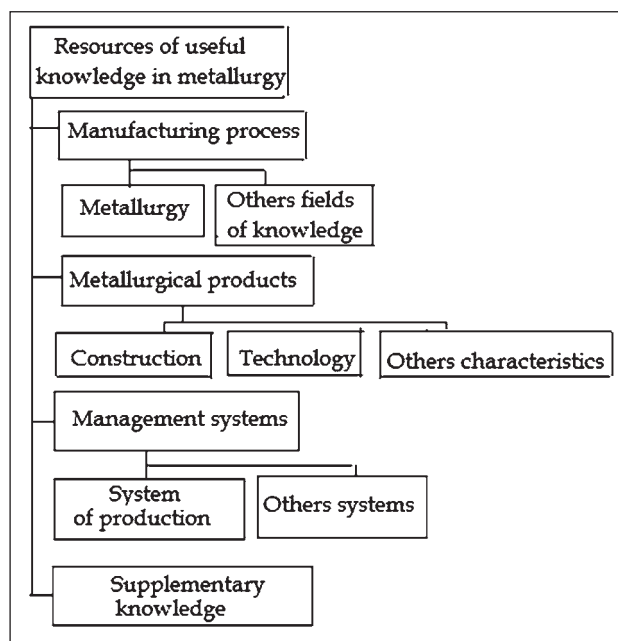 Resources of useful
knowledge in metallurgy
Manufacturing process
Metallurgy
Others fields
of knowledge
Metallurgical products
Construction
Technology
Others characteristics
Management systems
System
of production
Others systems
Supplementary
knowledge